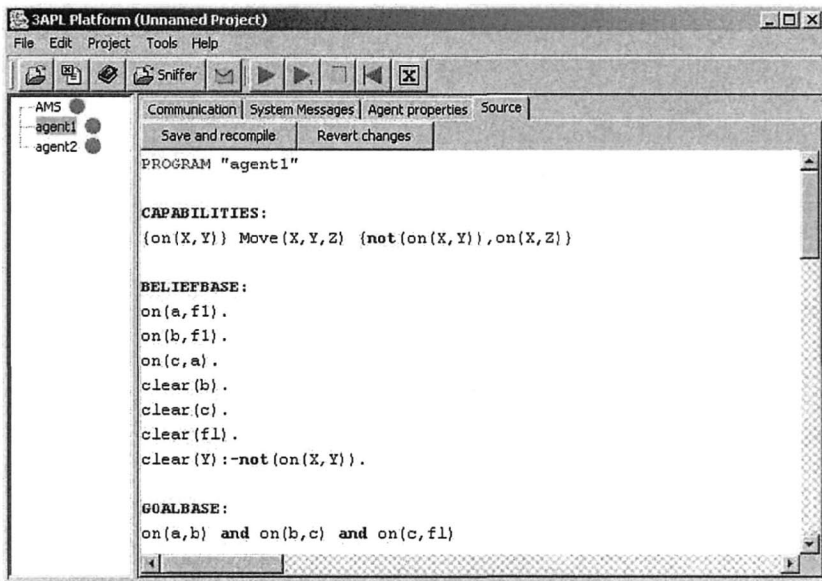 3APL Platform (Unnamed Project)
File Edit Project Tools Help
Sniffer
AMS
agent1
agent2
Communication System Messages Agent properties Source
Save and recompile Revert changes
PROGRAM "agent1"
CAPABILITIES:
{on(X,Y)} Move(X,Y,Z) {not(on(X,Y)),on(X,Z)}
BELIEFBASE:
on(a,fl).
on(b,fl).
on(c,a).
clear(b).
clear(c).
clear(fl).
clear(Y):-not(on(X,Y)).
GOALBASE:
on(a,b) and on(b,c) and on(c,fl)